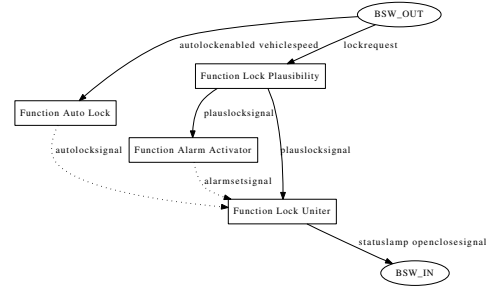 BSW_OUT
autolockenabled vehiclespeed
lockrequest
Function Lock Plausibility
Function Auto Lock
plauslocksignal
autolocksignal
Function Alarm Activator
plauslocksignal
alarmsetsignal
Function Lock Uniter
statuslamp openclosesignal
BSW_IN